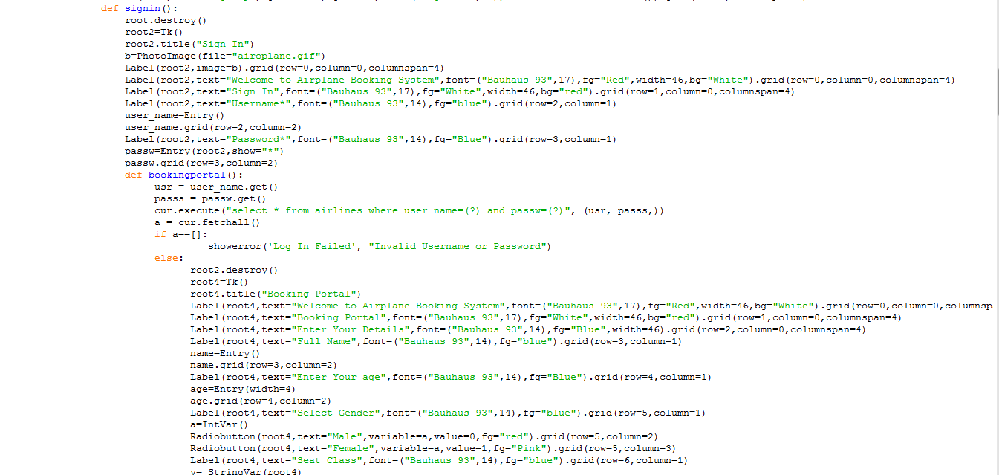 def signin():
root.destroy()
root2=Tk()
root2.title("Sign In")
b=PhotoImage(file="airoplane.gif")
Label(root2,image=b).grid(row=0,column=0,columnspan=4)
Label(root2,text="Welcome to Airplane Booking System",font=("Bauhaus 93",17),fg="Red",width=46,bg="White").grid(row=0,column=0,columnspan=4)
Label(root2,text="Sign In",font=("Bauhaus 93",17),fg="White",width=46,bg="red").grid(row=1,column=0,columnspan=4)
Label(root2,text="Username*",font=("Bauhaus 93",14),fg="blue").grid(row=2,column=1)
user_name=Entry()
user_name.grid(row=2,column=2)
Label(root2,text="Password*",font=("Bauhaus 93",14),fg="Blue").grid(row=3,column=1)
passw=Entry(root2,show="*")
passw.grid(row=3,column=2)
def bookingportal():
usr = user_name.get()
passs = passw.get()
cur.execute("select * from airlines where user_name=(?) and passw=(?)", (usr, passs,))
a = cur.fetchall()
if a==[]:
showerror('Log In Failed', "Invalid Username or Password")
else:
root2.destroy()
root4=Tk()
root4.title("Booking Portal")
Label(root4,text="Welcome to Airplane Booking System",font=("Bauhaus 93",17),fg="Red",width=46,bg="White").grid(row=0,column=0,columnsp
Label(root4,text="Booking Portal",font=("Bauhaus 93",17),fg="White",width=46,bg="red").grid(row=1,column=0,columnspan=4)
Label(root4,text="Enter Your Details",font=("Bauhaus 93",14),fg="Blue",width=46).grid(row=2,column=0,columnspan=4)
Label(root4,text="Full Name",font=("Bauhaus 93",14),fg="blue").grid(row=3,column=1)
name=Entry()
name.grid(row=3,column=2)
Label(root4,text="Enter Your age",font=("Bauhaus 93",14),fg="Blue").grid(row=4,column=1)
age=Entry(width=4)
age.grid(row=4,column=2)
Label(root4,text="Select Gender",font=("Bauhaus 93",14),fg="blue").grid(row=5,column=1)
a=IntVar()
Radiobutton(root4,text="Male",variable=a,value=0,fg="red").grid(row=5,column=2)
Radiobutton(root4,text="Female",variable=a,value=1,fg="Pink").grid(row=5,column=3)
Label(root4,text="Seat Class",font=("Bauhaus 93",14),fg="blue").grid(row=6,column=1)
v= StringVar(root4)